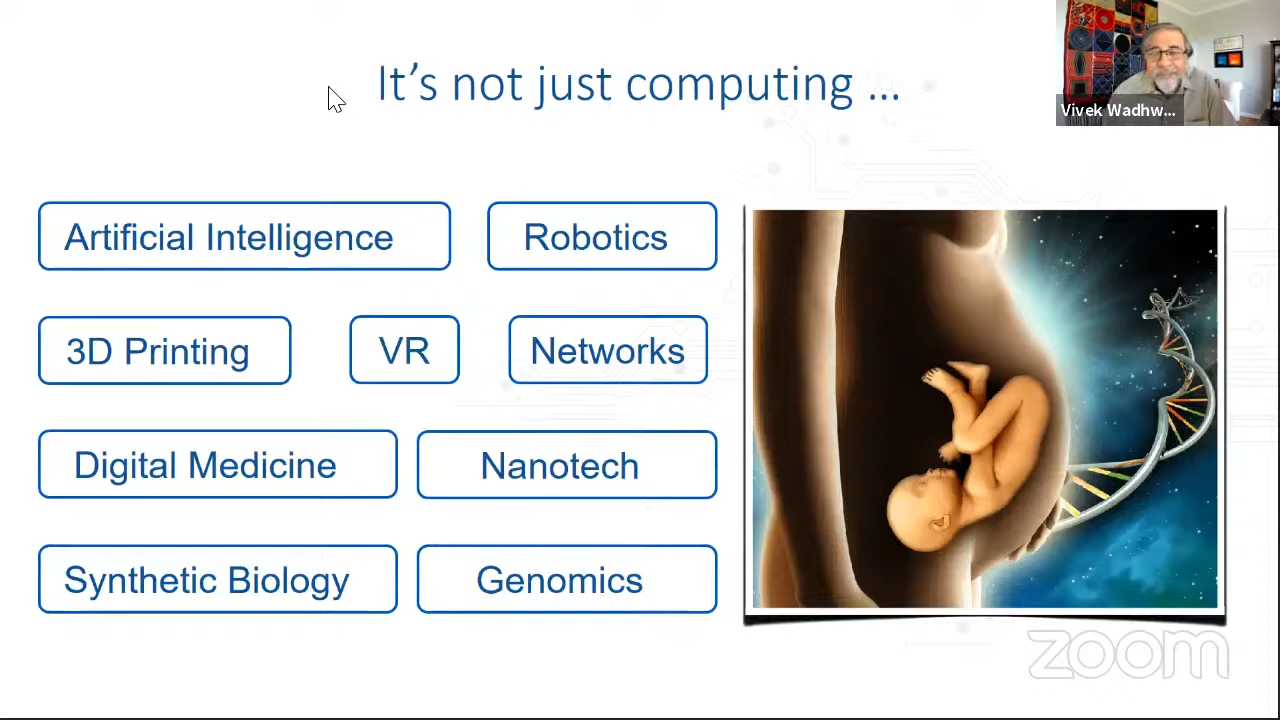 It’s not just computing ...
Vivek Wadhw...
Artificial Intelligence
Robotics
3D Printing
VR
Networks
Digital Medicine
Nanotech
Synthetic Biology
Genomics
zoom